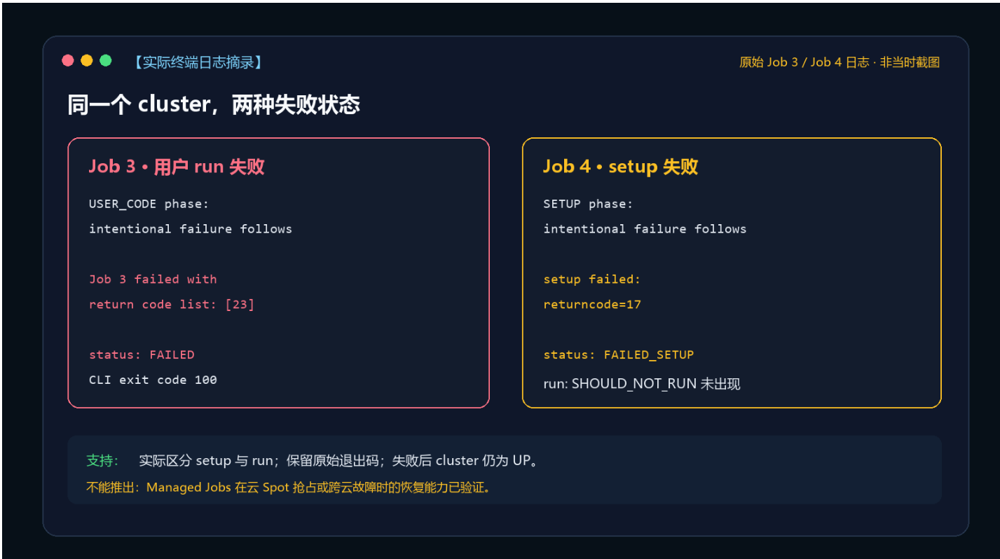 【实际终端日志摘录】
原始 Job 3 / Job 4 日志 · 非当时截图
同一个 cluster，两种失败状态
Job 3 • 用户 run 失败
USER_CODE phase:
intentional failure follows
Job 3 failed with
return code list: [23]
status: FAILED
CLI exit code 100
Job 4 • setup 失败
SETUP phase:
intentional failure follows
setup failed:
returncode=17
status: FAILED_SETUP
run: SHOULD_NOT_RUN 未出现
支持： 实际区分 setup 与 run；保留原始退出码；失败后 cluster 仍为 UP。
不能推出：Managed Jobs 在云 Spot 抢占或跨云故障时的恢复能力已验证。